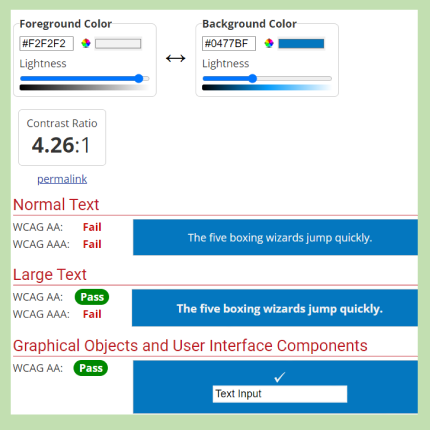 Foreground Color
#F2F2F2
Lightness
Background Color
#0477BF
Lightness
Contrast Ratio
4.26:1
permalink
Normal Text
WCAG AA: Fail
WCAG AAA: Fail
The five boxing wizards jump quickly.
Large Text
WCAG AA: Pass
WCAG AAA: Fail
The five boxing wizards jump quickly.
Graphical Objects and User Interface Components
WCAG AA: Pass
Text Input